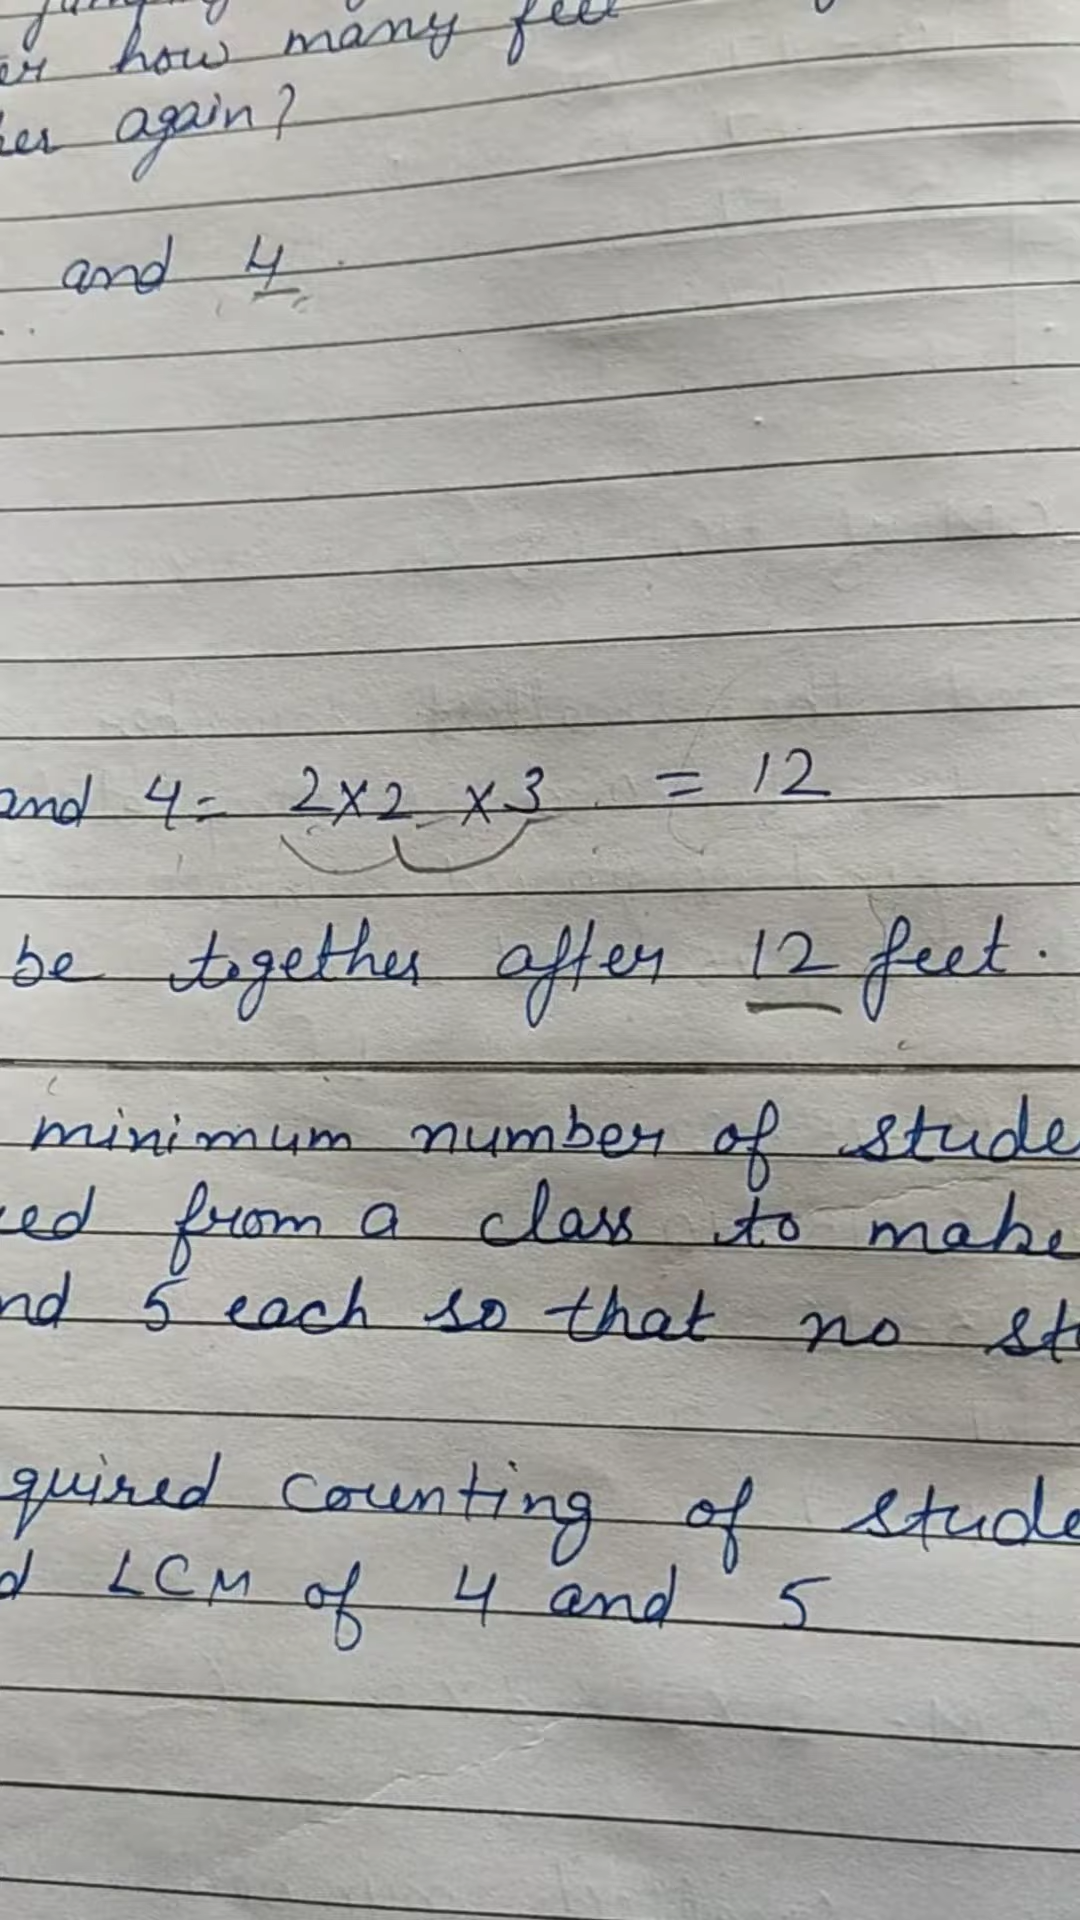 how many feet
again?
and 4
and 4 = 2×2 ×3 = 12
be together after 12 feet.
minimum number of stude
ed from a class to make
nd 5 each so that no st
quired counting of stude
d LCM of 4 and 5